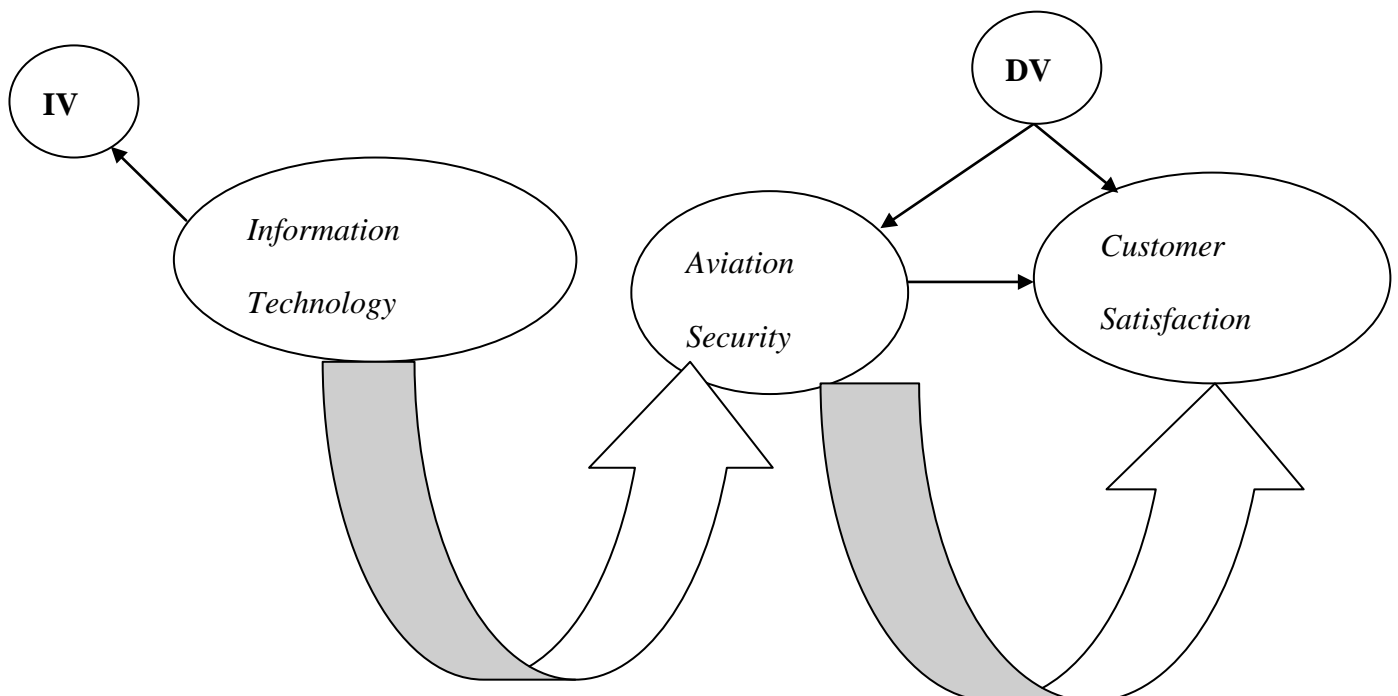 IV
DV
Information
Technology
Aviation
Security
Customer
Satisfaction